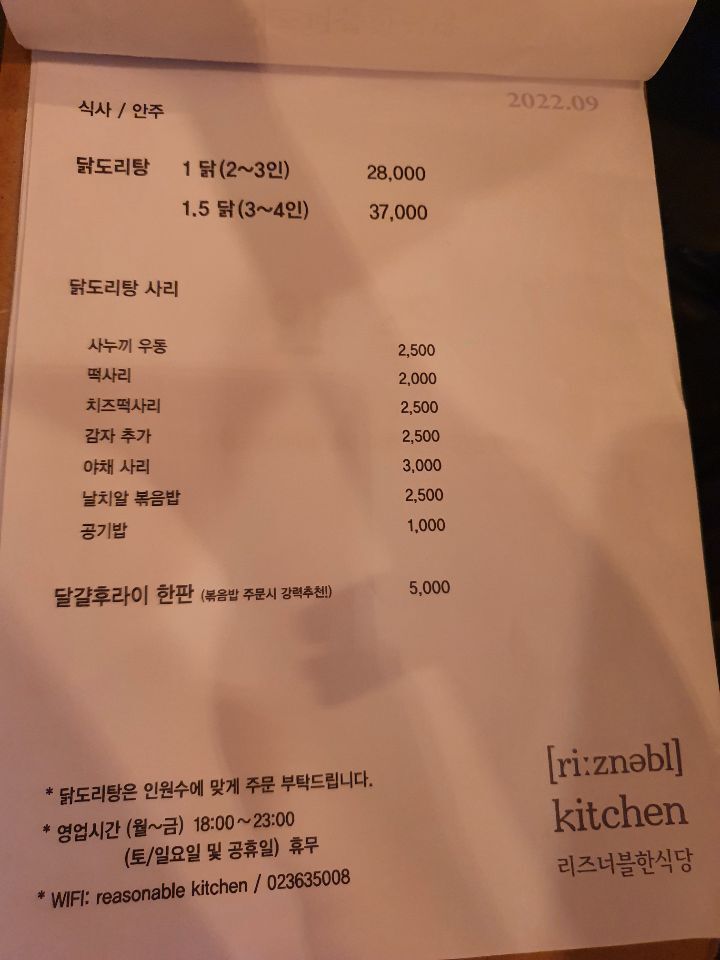 2022.09
식사 / 안주
닭도리탕 1 닭(2~3인) 28,000
1.5 닭(3~4인) 37,000
닭도리탕 사리
사누끼 우동 2,500
떡사리 2,000
치즈떡사리 2,500
감자 추가 2,500
야채 사리 3,000
날치알 볶음밥 2,500
공기밥 1,000
달걀후라이 한판 (볶음밥 주문시 강력추천!) 5,000
* 닭도리탕은 인원수에 맞게 주문 부탁드립니다.
* 영업시간 (월~금) 18:00~23:00
(토/일요일 및 공휴일) 휴무
* WIFI: reasonable kitchen / 023635008
[ri:znəbl]
kitchen
리즈너블한식당